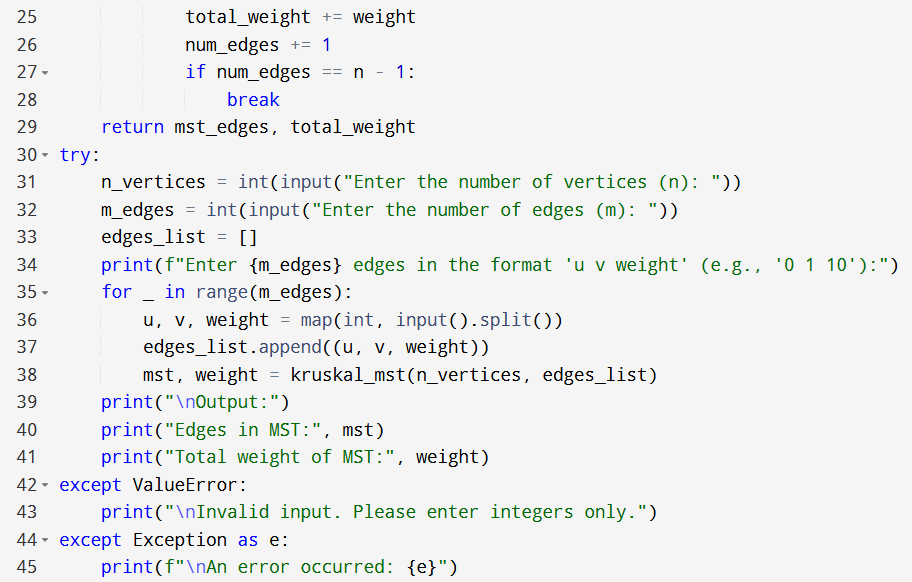 25            total_weight += weight
26            num_edges += 1
27            if num_edges == n - 1:
28                break
29    return mst_edges, total_weight
30 try:
31    n_vertices = int(input("Enter the number of vertices (n): "))
32    m_edges = int(input("Enter the number of edges (m): "))
33    edges_list = []
34    print(f"Enter {m_edges} edges in the format 'u v weight' (e.g., '0 1 10'):")
35    for _ in range(m_edges):
36        u, v, weight = map(int, input().split())
37        edges_list.append((u, v, weight))
38        mst, weight = kruskal_mst(n_vertices, edges_list)
39    print("\nOutput:")
40    print("Edges in MST:", mst)
41    print("Total weight of MST:", weight)
42 except ValueError:
43    print("\nInvalid input. Please enter integers only.")
44 except Exception as e:
45    print(f"\nAn error occurred: {e}")